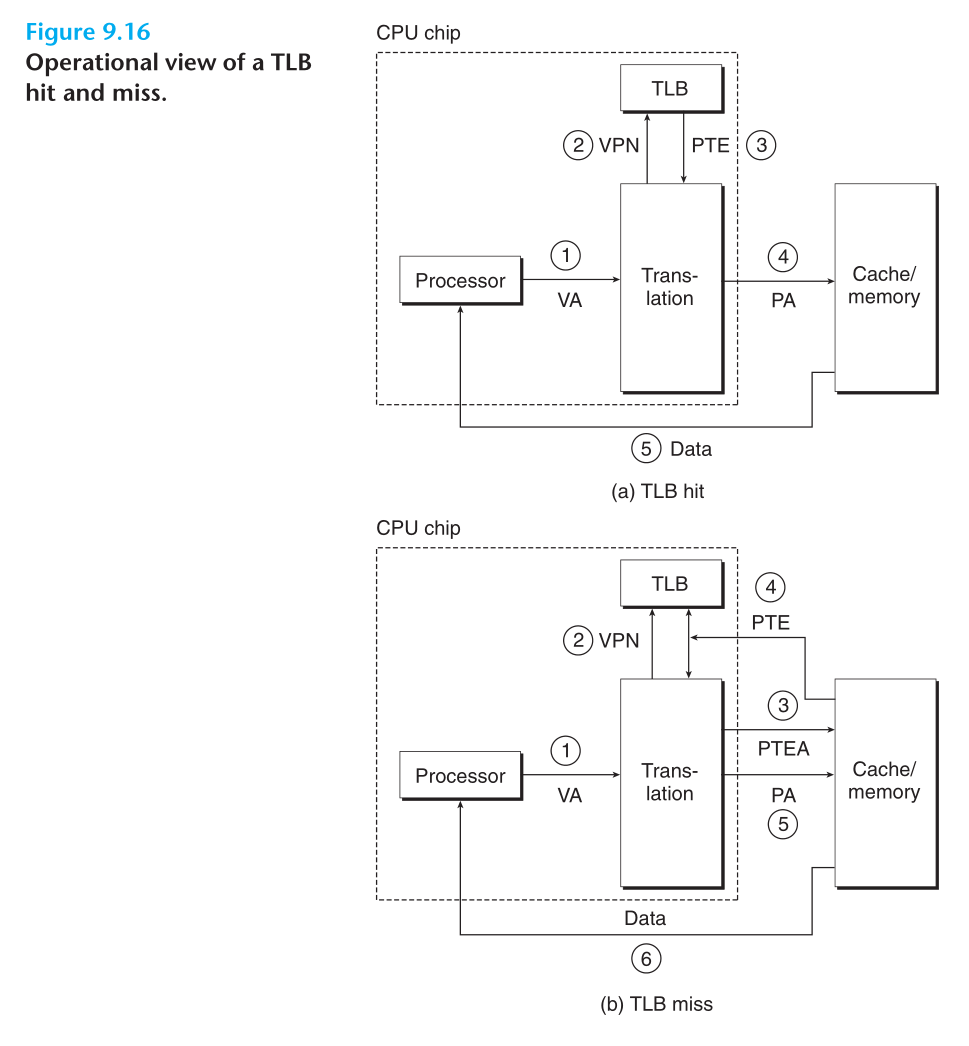 Figure 9.16
Operational view of a TLB
hit and miss.
CPU chip
TLB
2 VPN
PTE 3
1
4
Processor
VA
Trans-
lation
PA
Cache/
memory
5 Data
(a) TLB hit
CPU chip
TLB
4
PTE
2 VPN
3
PTEA
1
Processor
VA
Trans-
lation
PA
5
Cache/
memory
Data
6
(b) TLB miss